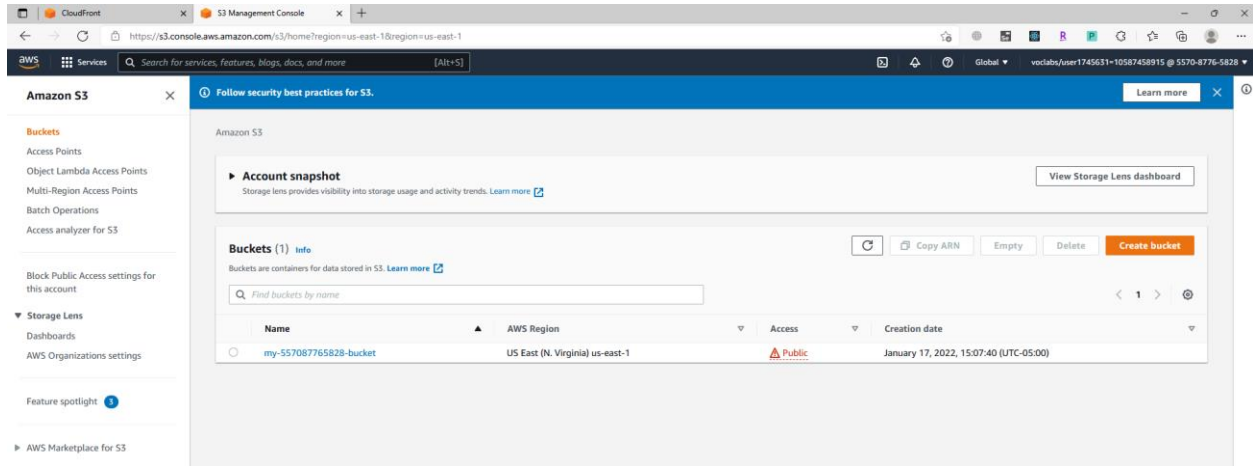 CloudFront
S3 Management Console
https://s3.console.aws.amazon.com/s3/home?region=us-east-1&region=us-east-1
aws Services Search for services, features, blogs, docs, and more [Alt+S] Global voclabs/user1745631=10587458915 @ 5570-8776-5828
Amazon S3
Buckets
Access Points
Object Lambda Access Points
Multi-Region Access Points
Batch Operations
Access analyzer for S3
Block Public Access settings for
this account
Storage Lens
Dashboards
AWS Organizations settings
Feature spotlight 3
AWS Marketplace for S3
Follow security best practices for S3. Learn more
Amazon S3
Account snapshot
Storage lens provides visibility into storage usage and activity trends. Learn more
View Storage Lens dashboard
Buckets (1) Info
Buckets are containers for data stored in S3. Learn more
Copy ARN Empty Delete Create bucket
Find buckets by name
1
Name AWS Region Access Creation date
my-557087765828-bucket US East (N. Virginia) us-east-1 Public January 17, 2022, 15:07:40 (UTC-05:00)